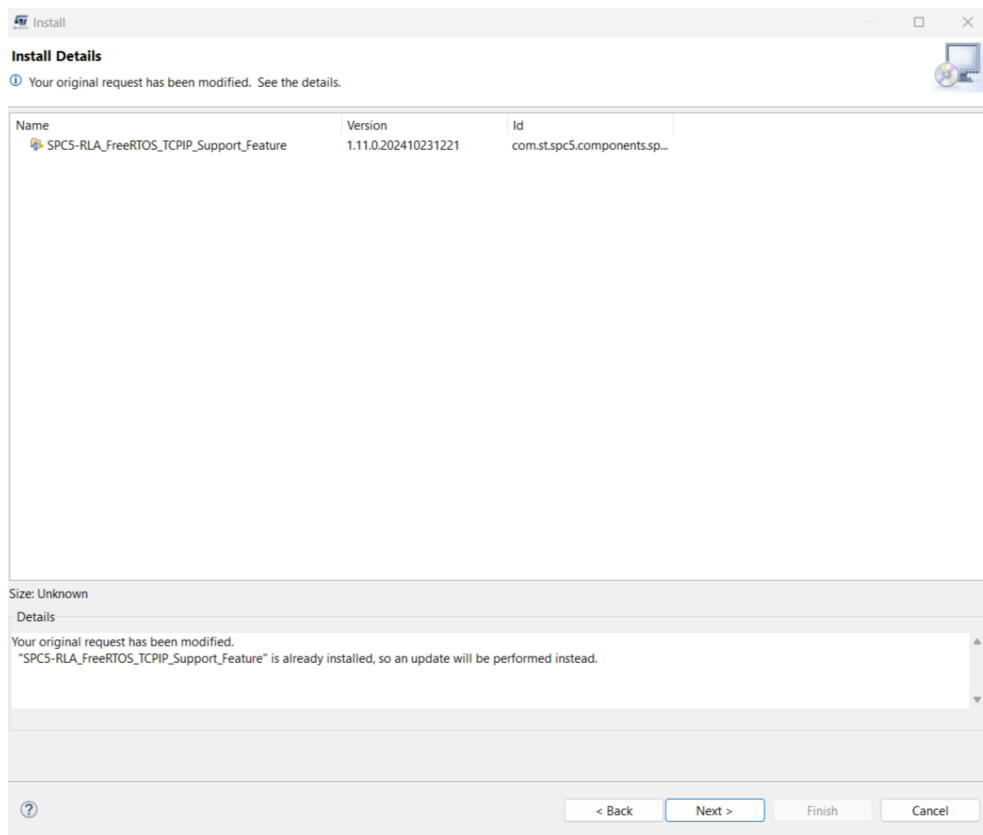 Install
Install Details
Your original request has been modified.  See the details.
Name Version Id
SPC5-RLA_FreeRTOS_TCPIP_Support_Feature 1.11.0.202410231221 com.st.spc5.components.sp...
Size: Unknown
Details
Your original request has been modified.
"SPC5-RLA_FreeRTOS_TCPIP_Support_Feature" is already installed, so an update will be performed instead.
? < Back Next > Finish Cancel